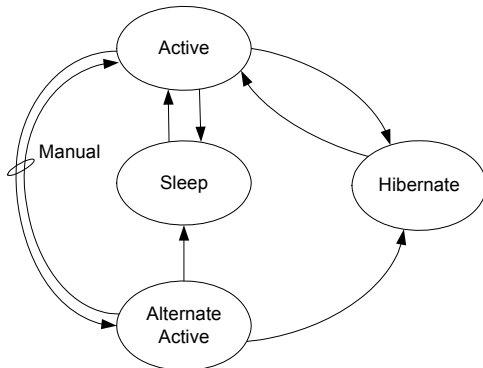 Active
Manual
Sleep
Hibernate
Alternate
Active